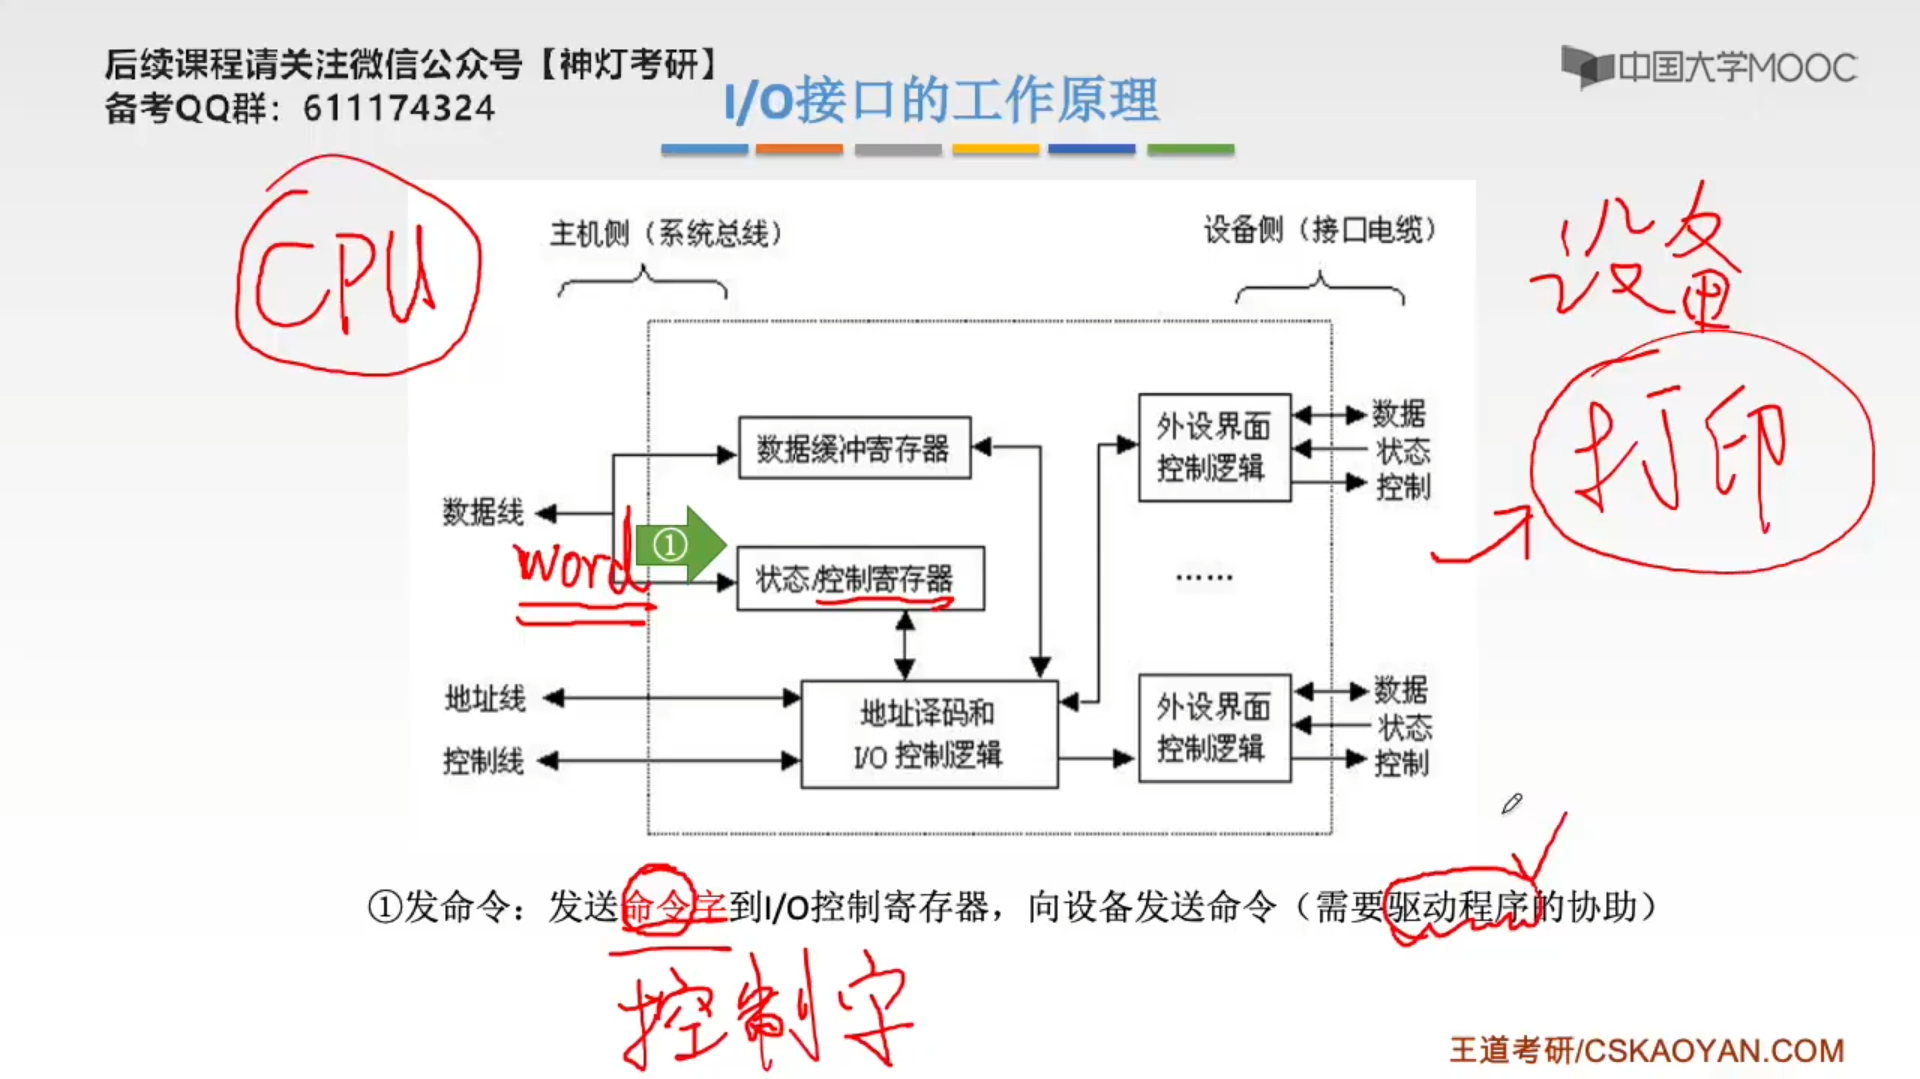 后续课程请关注微信公众号【神灯考研】
备考QQ群：611174324
中国大学MOOC
I/O接口的工作原理
CPU
主机侧（系统总线）
设备侧（接口电缆）
设备
打印
数据缓冲寄存器
外设界面
控制逻辑
数据
状态
控制
数据线
①
word
状态/控制寄存器
……
地址线
控制线
地址译码和
I/O 控制逻辑
外设界面
控制逻辑
数据
状态
控制
①发命令：发送命令字到I/O控制寄存器，向设备发送命令（需要驱动程序的协助）
控制字
王道考研/CSKAOYAN.COM